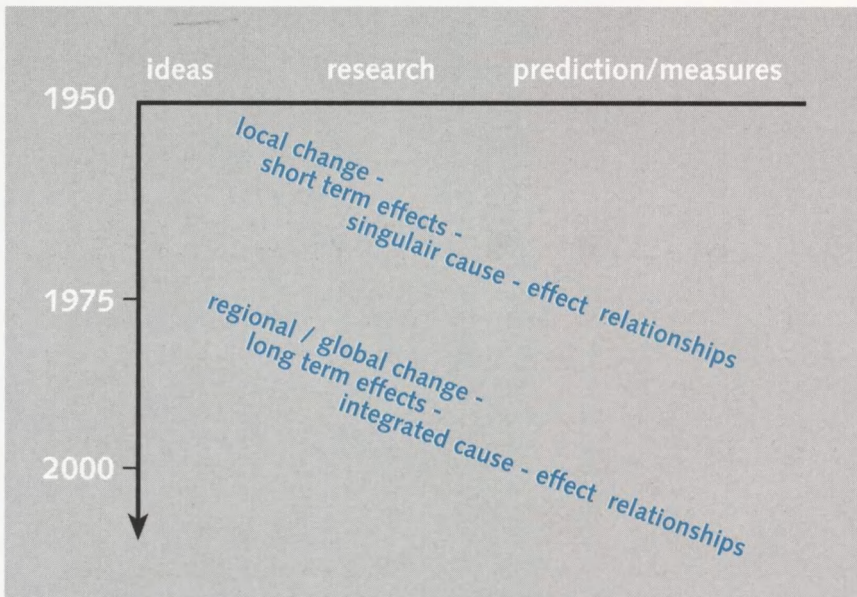 ideas research prediction/measures
1950
local change -
short term effects -
singulair cause - effect relationships
1975
regional / global change -
long term effects -
integrated cause - effect relationships
2000